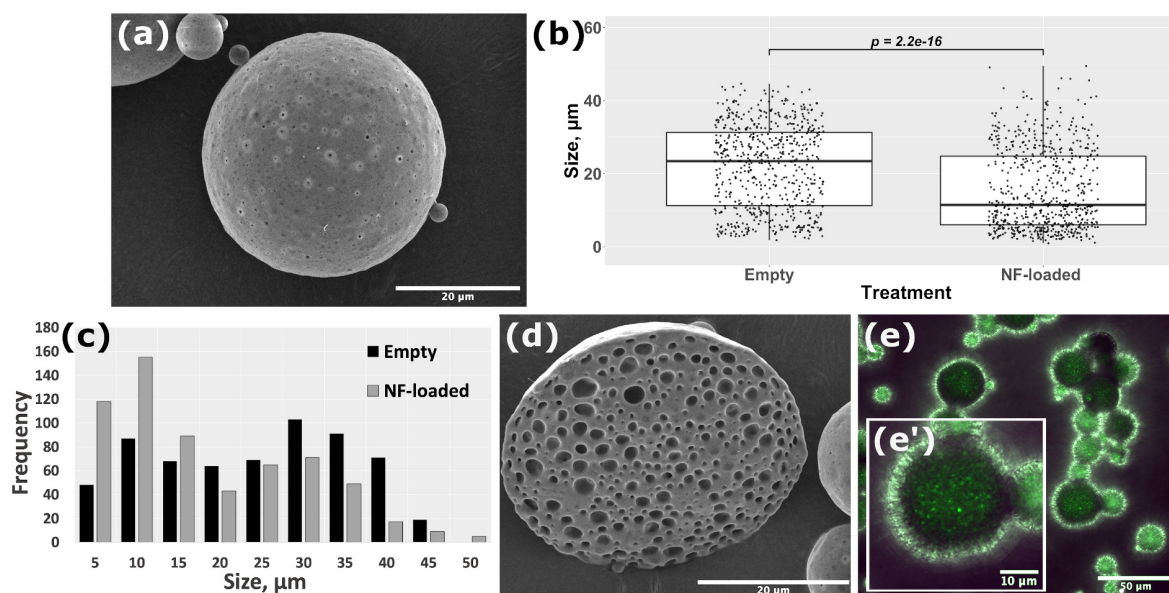 (a)
20 μm
(b)
60
40
20
0
Size, μm
p = 2.2e-16
Empty
NF-loaded
Treatment
(c)
180
160
140
120
100
80
60
40
20
0
Frequency
Empty
NF-loaded
5 10 15 20 25 30 35 40 45 50
Size, μm
(d)
20 μm
(e)
(e')
10 μm
50 μm